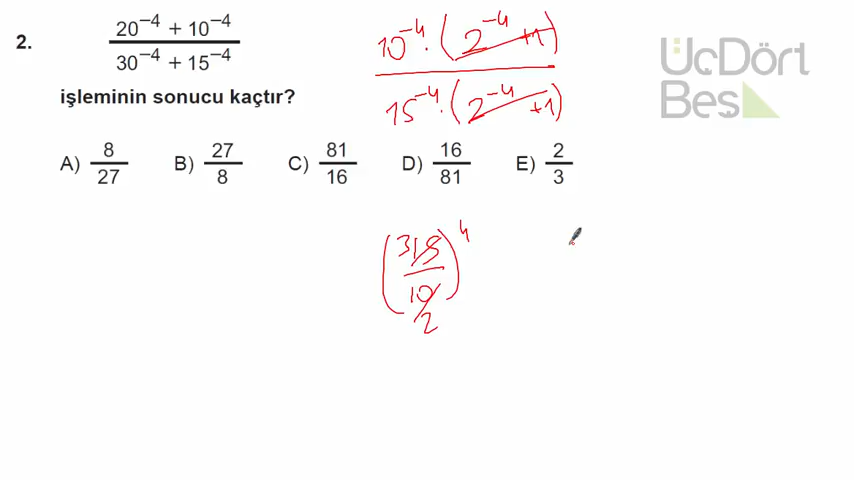 2. 20⁻⁴ + 10⁻⁴
30⁻⁴ + 15⁻⁴
işleminin sonucu kaçtır?
A) 8/27 B) 27/8 C) 81/16 D) 16/81 E) 2/3
10⁻⁴ · (2⁻⁴ +1)
15⁻⁴ · (2⁻⁴ +1)
(3 15
10
2)⁴
ÜçDört
Beş